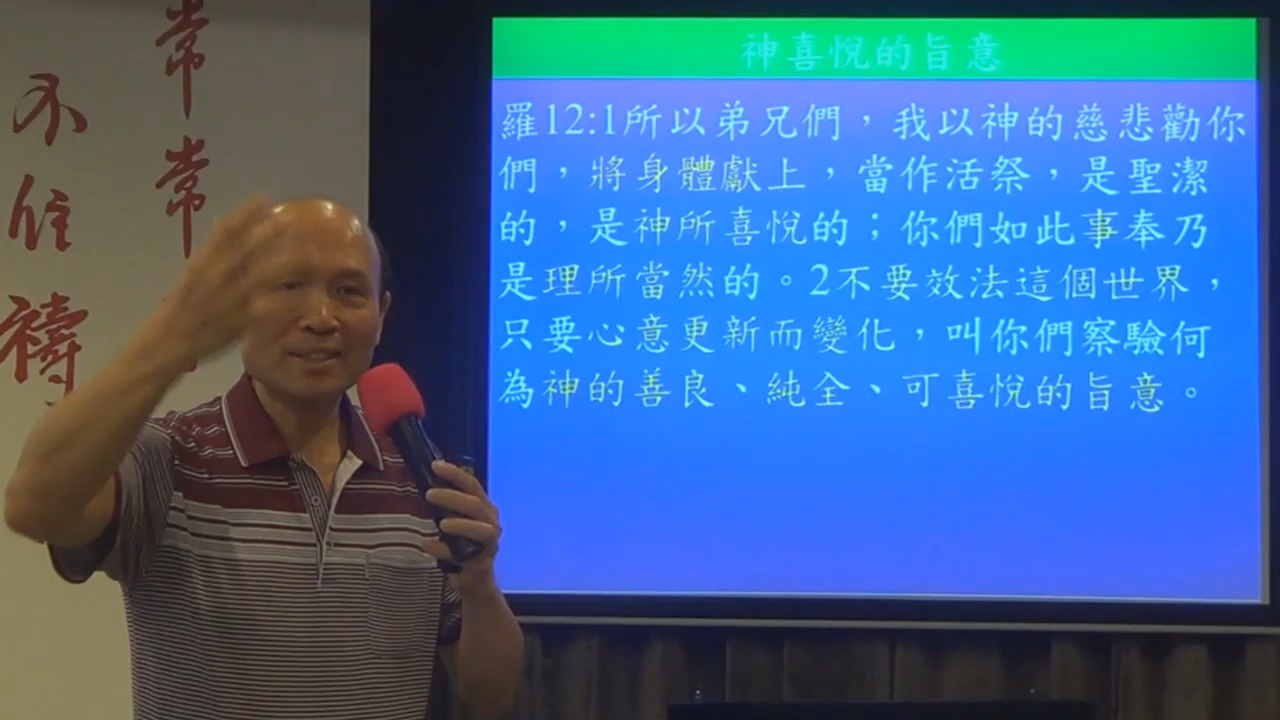 神喜悅的旨意
羅12:1所以弟兄們，我以神的慈悲勸你
們，將身體獻上，當作活祭，是聖潔
的，是神所喜悅的；你們如此事奉乃
是理所當然的。2不要效法這個世界，
只要心意更新而變化，叫你們察驗何
為神的善良、純全、可喜悅的旨意。
常常
不住禱